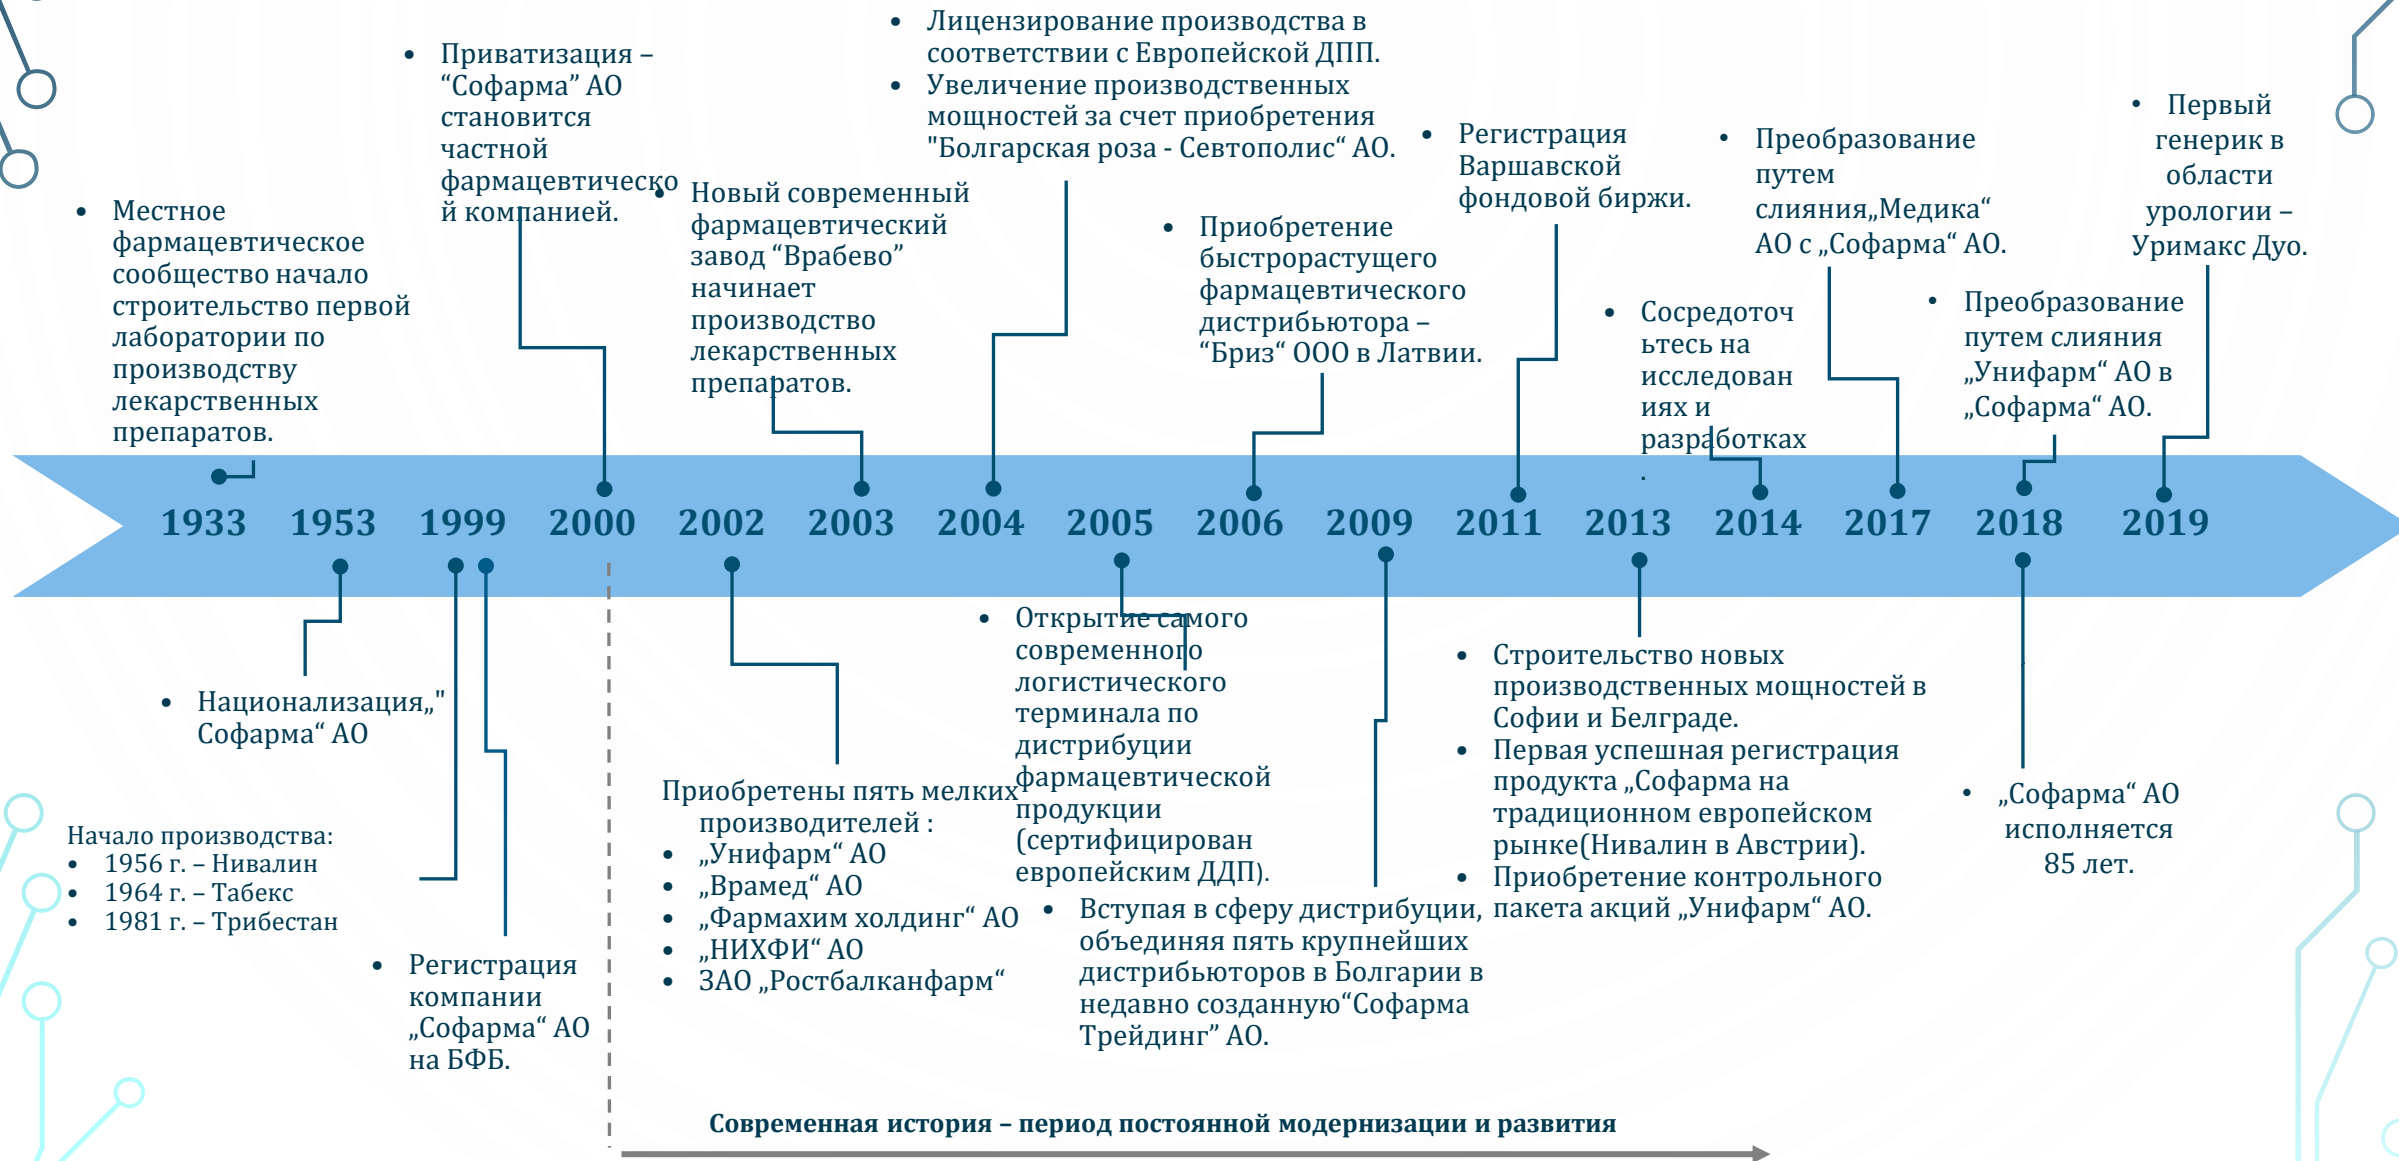 • Лицензирование производства в
соответствии с Европейской ДПП.
• Увеличение производственных
мощностей за счет приобретения
"Болгарская роза - Севтополис“ АО.
• Приватизация –
“Софарма” АО
становится
частной
фармацевтическо
й компанией.
• Местное
фармацевтическое
сообщество начало
строительство первой
лаборатории по
производству
лекарственных
препаратов.
• Новый современный
фармацевтический
завод “Врабево”
начинает
производство
лекарственных
препаратов.
• Приобретение
быстрорастущего
фармацевтического
дистрибьютора –
“Бриз“ ООО в Латвии.
• Регистрация
Варшавской
фондовой биржи.
• Сосредоточ
ьтесь на
исследован
иях и
разработках
.
• Преобразование
путем
слияния„Медика“
АО с „Софарма“ АО.
• Преобразование
путем слияния
„Унифарм“ АО в
„Софарма“ АО.
• Первый
генерик в
области
урологии –
Уримакс Дуо.
1933 1953 1999 2000 2002 2003 2004 2005 2006 2009 2011 2013 2014 2017 2018 2019
• Национализация„"
Софарма“ АО
Начало производства:
• 1956 г. – Нивалин
• 1964 г. – Табекс
• 1981 г. – Трибестан
• Регистрация
компании
„Софарма“ АО
на БФБ.
Приобретены пять мелких
производителей :
• „Унифарм“ АО
• „Врамед“ АО
• „Фармахим холдинг“ АО
• „НИХФИ“ АО
• ЗАО „Ростбалканфарм“
• Открытие самого
современного
логистического
терминала по
дистрибуции
фармацевтической
продукции
(сертифицирован
европейским ДДП).
• Вступая в сферу дистрибуции,
объединяя пять крупнейших
дистрибьюторов в Болгарии в
недавно созданную“Софарма
Трейдинг” АО.
• Строительство новых
производственных мощностей в
Софии и Белграде.
• Первая успешная регистрация
продукта „Софарма на
традиционном европейском
рынке(Нивалин в Австрии).
• Приобретение контрольного
пакета акций „Унифарм“ АО.
• „Софарма“ АО
исполняется
85 лет.
Современная история – период постоянной модернизации и развития